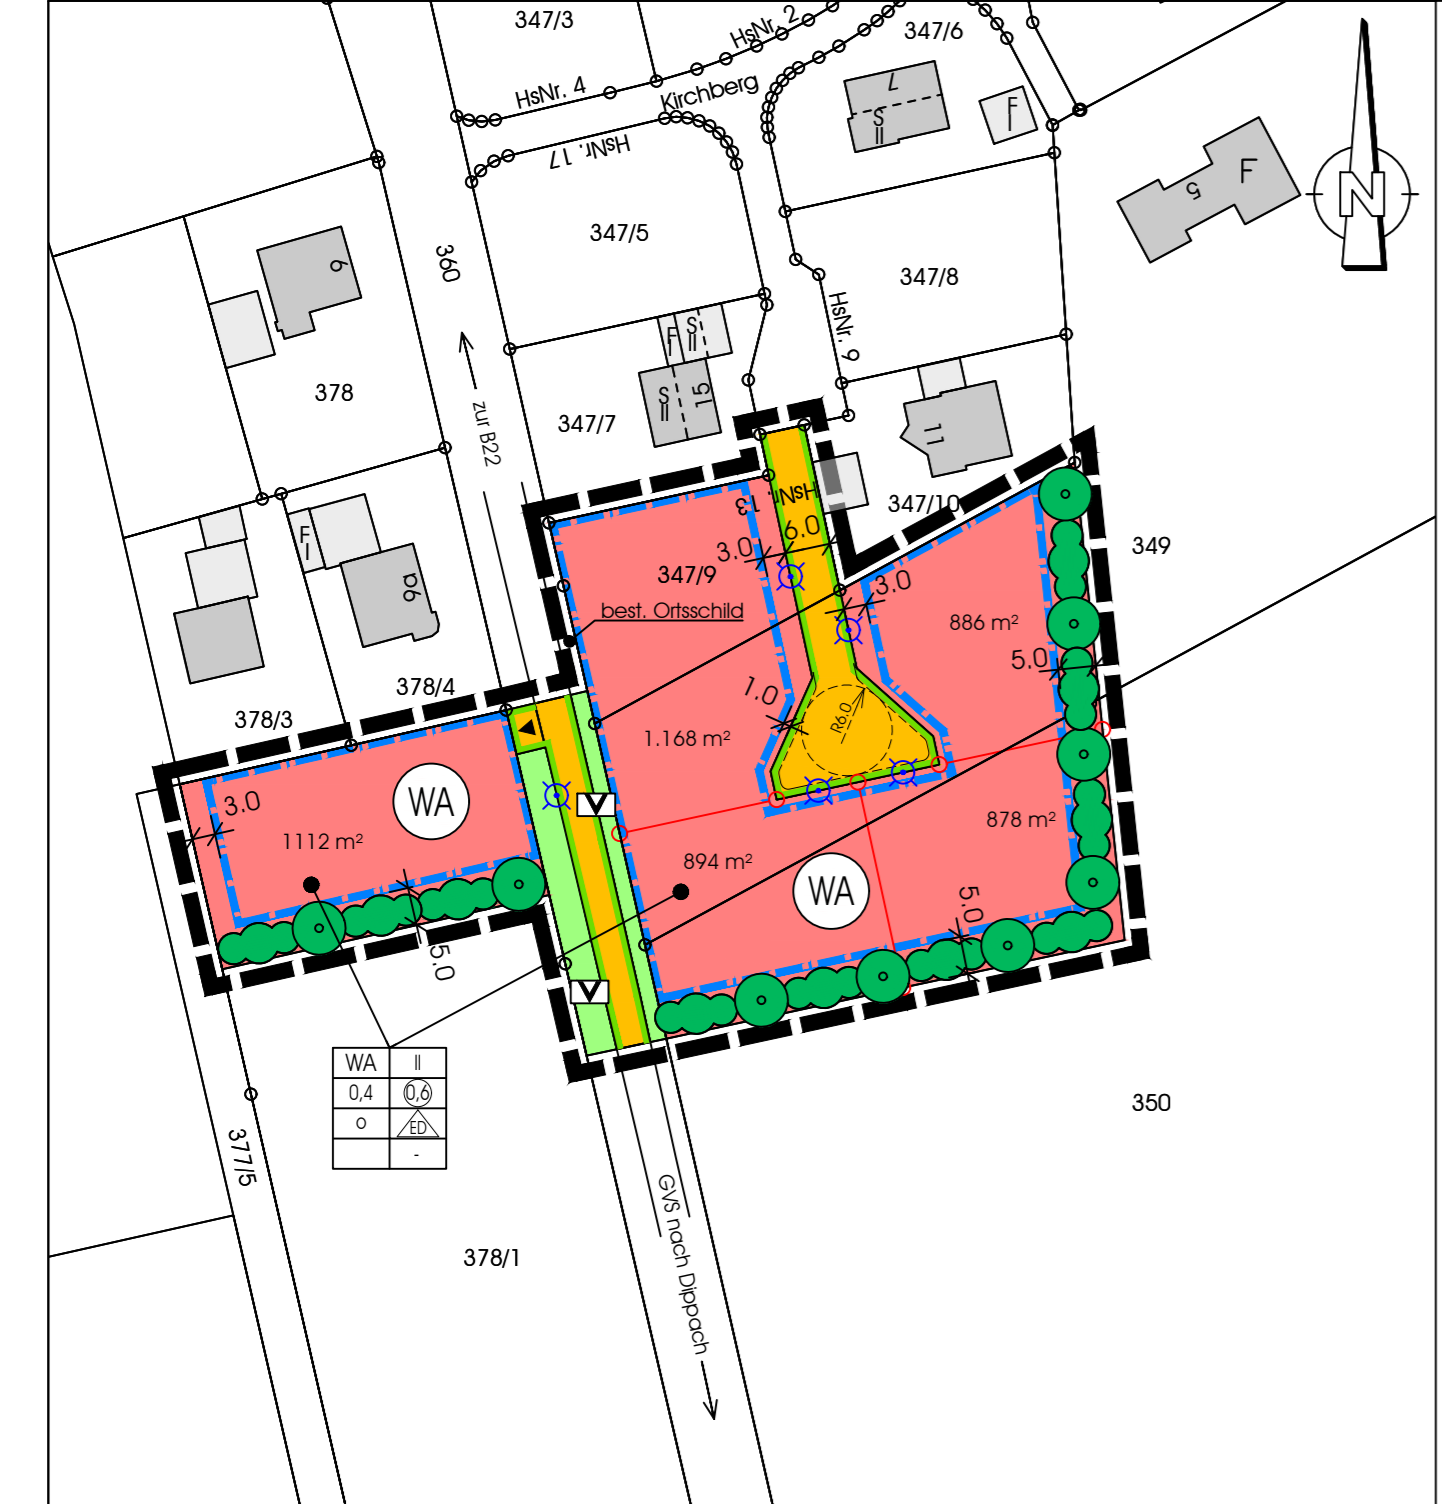 347/3
HsNr. 2
347/6
HsNr. 4
Kirchberg
7
S
II
F
I
HsNr. 17
5
F
N
347/5
360
9
347/8
HsNr. 9
F
I
S
II
378
zur B22
S
II
15
347/7
11
HsNr. 13
347/10
6.0
3.0
F
I
9a
347/9
349
3.0
best. Ortsschild
886 m²
5.0
378/4
1.0
378/3
R6.0
1.168 m²
WA
3.0
V
1112 m²
878 m²
894 m²
WA
5.0
5.0
V
WA II
0,4 0,6
o ED
-
350
377/5
GVS nach Dippach
378/1